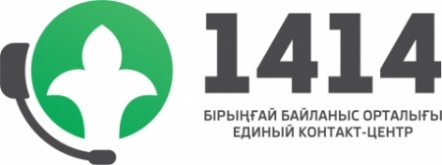 1414
БІРЫҢҒАЙ БАЙЛАНЫС ОРТАЛЫҒЫ
ЕДИНЫЙ КОНТАКТ-ЦЕНТР